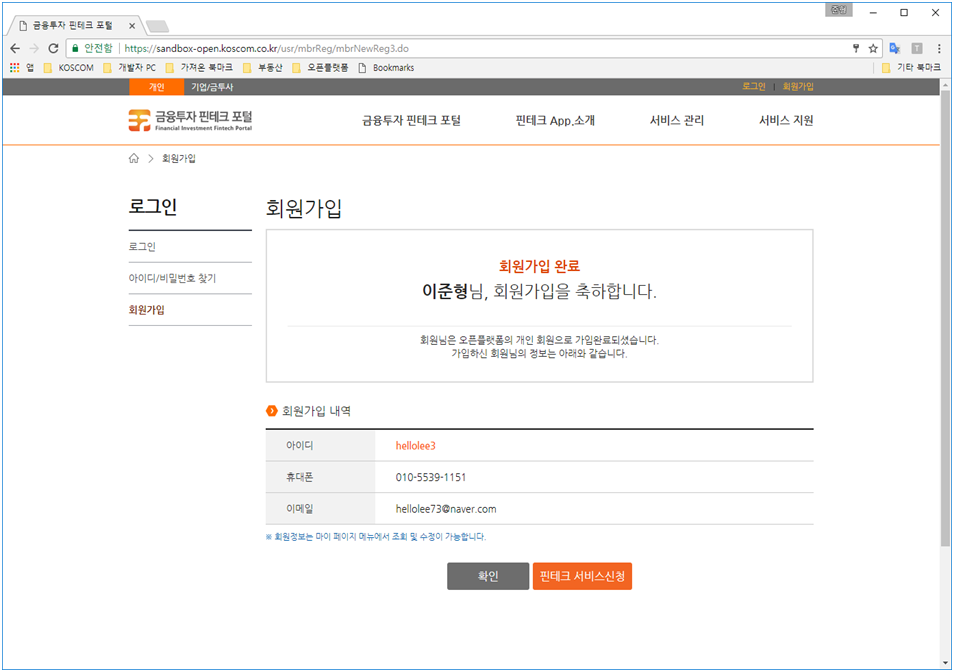 준형
금융투자 핀테크 포털
안전함 https://sandbox-open.koscom.co.kr/usr/mbrReg/mbrNewReg3.do
앱 KOSCOM 개발자 PC 가져온 북마크 부동산 오픈플랫폼 Bookmarks 기타 북마크
개인 기업/금투사 로그인 회원가입
금융투자 핀테크 포털
Financial Investment Fintech Portal
금융투자 핀테크 포털 핀테크 App.소개 서비스 관리 서비스 지원
회원가입
로그인
로그인
아이디/비밀번호 찾기
회원가입
회원가입
회원가입 완료
이준형님, 회원가입을 축하합니다.
회원님은 오픈플랫폼의 개인 회원으로 가입완료되셨습니다.
가입하신 회원님의 정보는 아래와 같습니다.
회원가입 내역
아이디 hellolee3
휴대폰 010-5539-1151
이메일 hellolee73@naver.com
※ 회원정보는 마이 페이지 메뉴에서 조회 및 수정이 가능합니다.
확인 핀테크 서비스신청